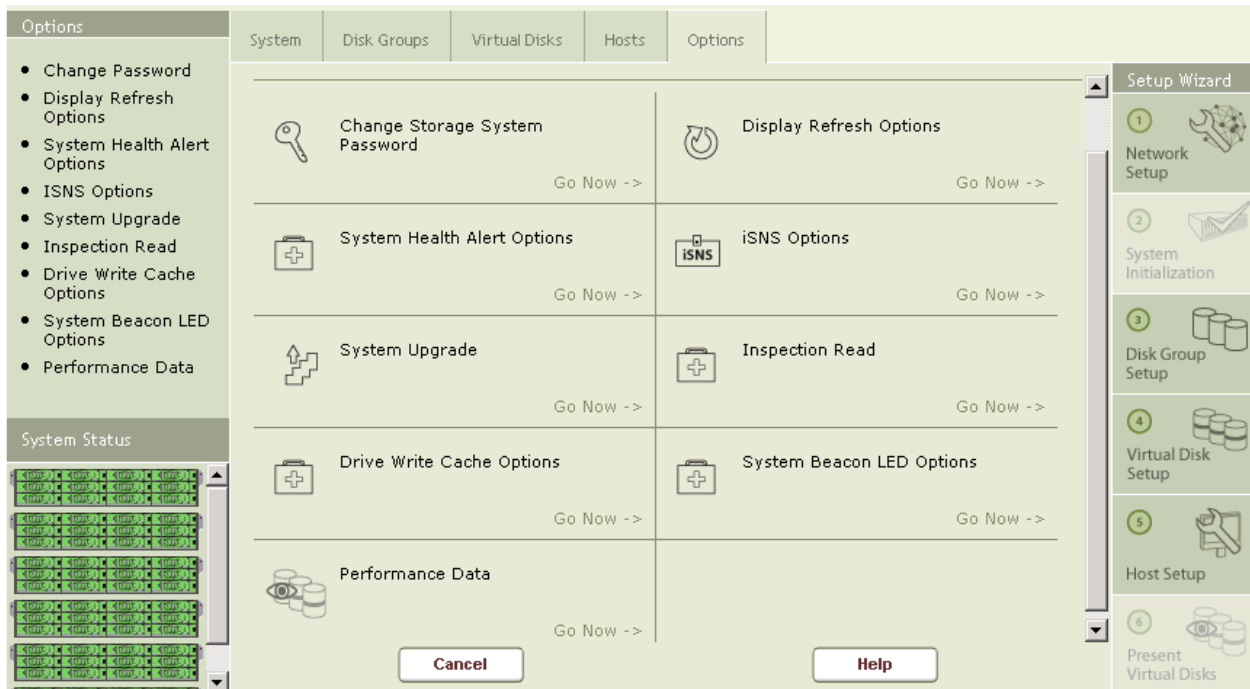 Options
Change Password
Display Refresh
Options
System Health Alert
Options
ISNS Options
System Upgrade
Inspection Read
Drive Write Cache
Options
System Beacon LED
Options
Performance Data
System Status
System
Disk Groups
Virtual Disks
Hosts
Options
Change Storage System
Password
Go Now ->
Display Refresh Options
Go Now ->
System Health Alert Options
Go Now ->
iSNS
iSNS Options
Go Now ->
System Upgrade
Go Now ->
Inspection Read
Go Now ->
Drive Write Cache Options
Go Now ->
System Beacon LED Options
Go Now ->
Performance Data
Go Now ->
Cancel
Help
Setup Wizard
1
Network
Setup
2
System
Initialization
3
Disk Group
Setup
4
Virtual Disk
Setup
5
Host Setup
6
Present
Virtual Disks